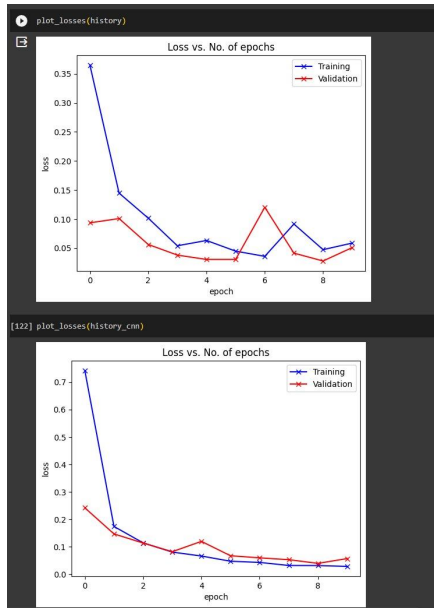 plot_losses(history)
Loss vs. No. of epochs
Training
Validation
0.35
0.30
0.25
0.20
0.15
0.10
0.05
loss
0 2 4 6 8
epoch
[122] plot_losses(history_cnn)
Loss vs. No. of epochs
Training
Validation
0.7
0.6
0.5
0.4
0.3
0.2
0.1
0.0
loss
0 2 4 6 8
epoch